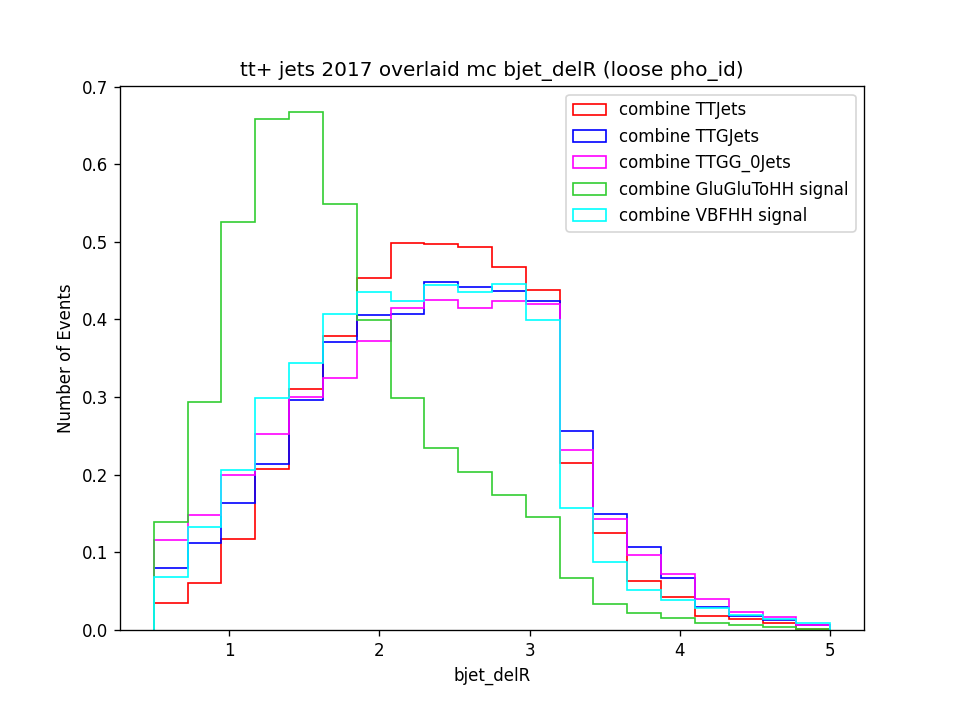 tt+ jets 2017 overlaid mc bjet_delR (loose pho_id)
combine TTJets
combine TTGJets
combine TTGG_0Jets
combine GluGluToHH signal
combine VBFHH signal
Number of Events
0.7
0.6
0.5
0.4
0.3
0.2
0.1
0.0
1 2 3 4 5
bjet_delR